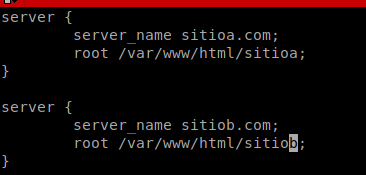 server {
        server_name sitioa.com;
        root /var/www/html/sitioa;
}

server {
        server_name sitiob.com;
        root /var/www/html/sitiob;
}